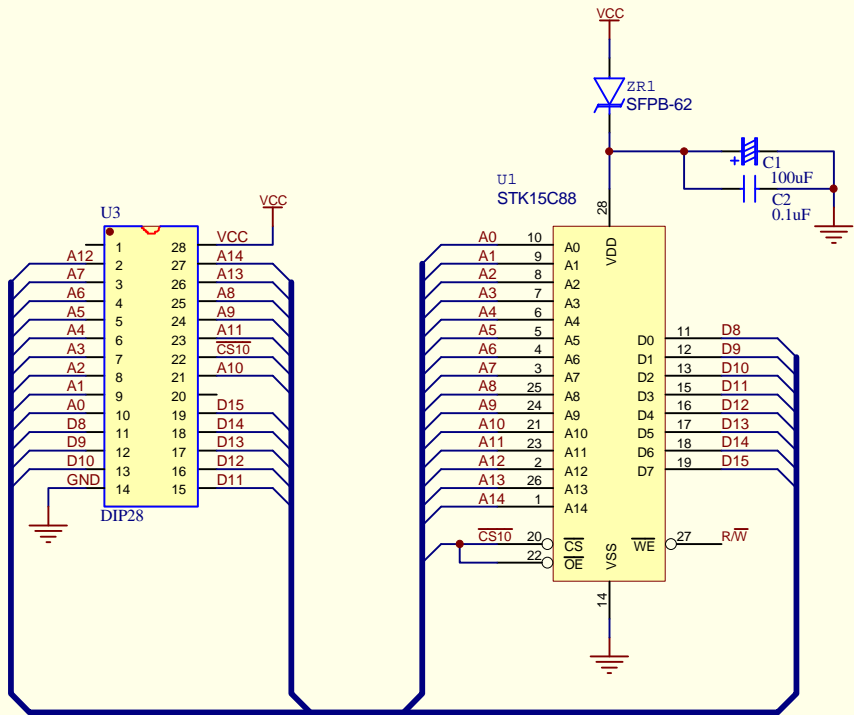 VCC
ZR1
SFPB-62
C1
100uF
C2
0.1uF
U3
VCC
1
A12 2
A7 3
A6 4
A5 5
A4 6
A3 7
A2 8
A1 9
A0 10
D8 11
D9 12
D10 13
GND 14
28 VCC
27 A14
26 A13
25 A8
24 A9
23 A11
22 CS10
21 A10
20
19 D15
18 D14
17 D13
16 D12
15 D11
DIP28
U1
STK15C88
28
VDD
A0 10 A0
A1 9 A1
A2 8 A2
A3 7 A3
A4 6 A4
A5 5 A5
A6 4 A6
A7 3 A7
A8 25 A8
A9 24 A9
A10 21 A10
A11 23 A11
A12 2 A12
A13 26 A13
A14 1 A14
CS10 20 CS
22 OE
D0 11 D8
D1 12 D9
D2 13 D10
D3 15 D11
D4 16 D12
D5 17 D13
D6 18 D14
D7 19 D15
WE 27 R/W
VSS
14